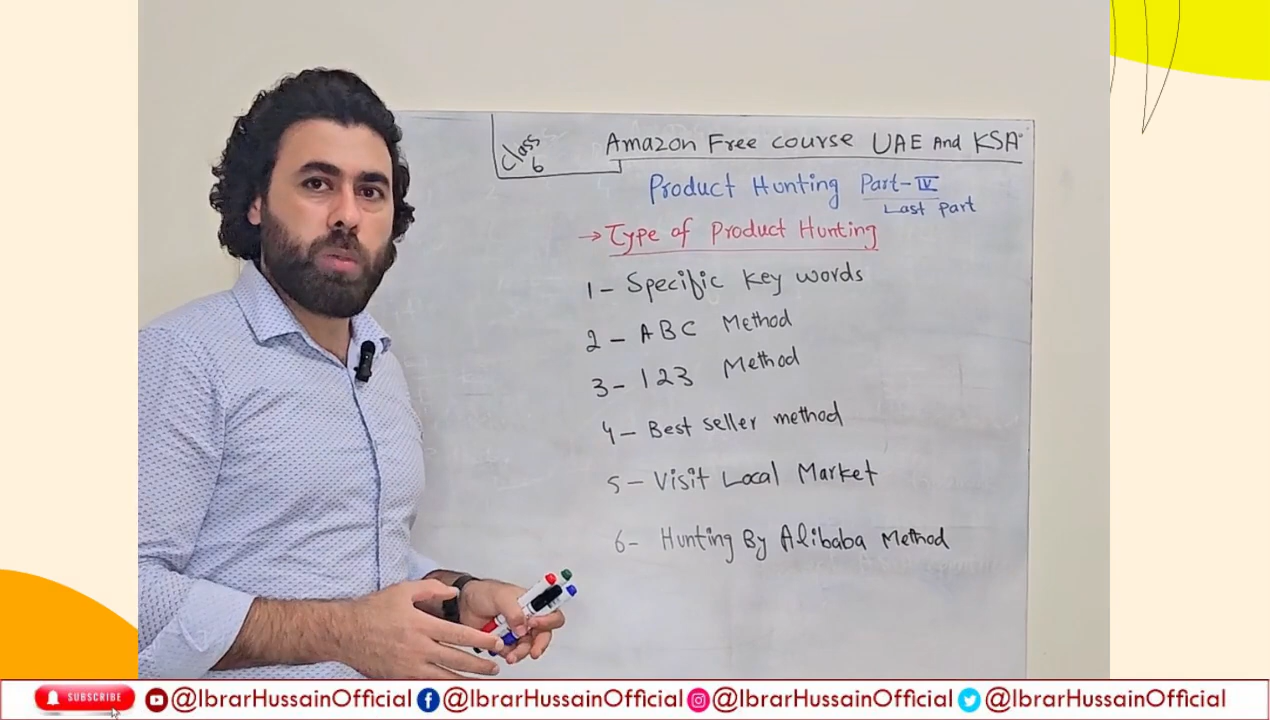 Class 6
Amazon Free course UAE And KSA
Product Hunting Part-IV
Last part
→ Type of Product Hunting
1 - Specific key words
2 - ABC Method
3 - 123 Method
4 - Best seller method
5 - Visit Local Market
6 - Hunting By Alibaba Method
SUBSCRIBE @IbrarHussainOfficial @IbrarHussainOfficial @IbrarHussainOfficial @IbrarHussainOfficial